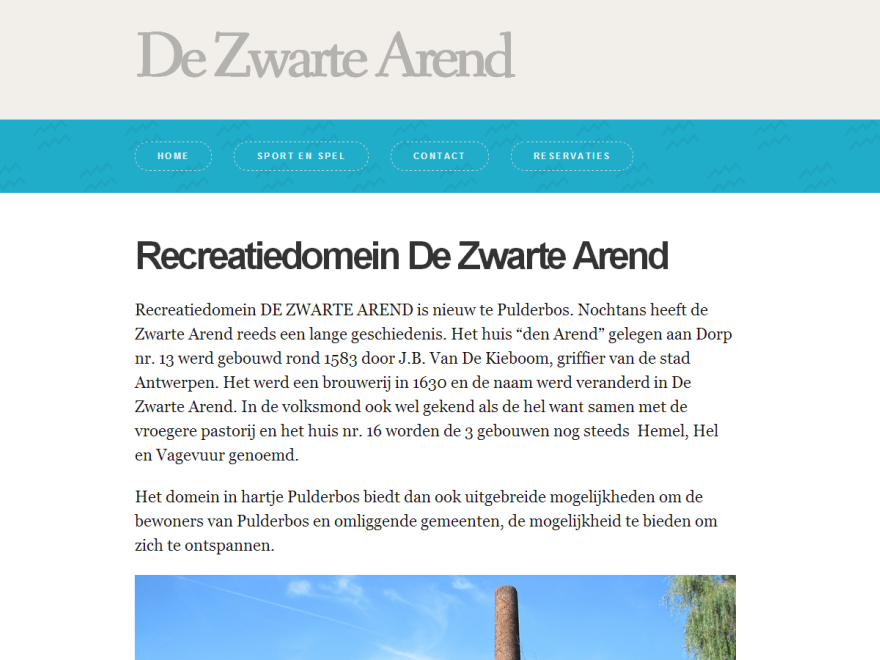 De Zwarte Arend
HOME
SPORT EN SPEL
CONTACT
RESERVATIES
Recreatiedomein De Zwarte Arend
Recreatiedomein DE ZWARTE AREND is nieuw te Pulderbos. Nochtans heeft de
Zwarte Arend reeds een lange geschiedenis. Het huis “den Arend” gelegen aan Dorp
nr. 13 werd gebouwd rond 1583 door J.B. Van De Kieboom, griffier van de stad
Antwerpen. Het werd een brouwerij in 1630 en de naam werd veranderd in De
Zwarte Arend. In de volksmond ook wel gekend als de hel want samen met de
vroegere pastorij en het huis nr. 16 worden de 3 gebouwen nog steeds  Hemel, Hel
en Vagevuur genoemd.
Het domein in hartje Pulderbos biedt dan ook uitgebreide mogelijkheden om de
bewoners van Pulderbos en omliggende gemeenten, de mogelijkheid te bieden om
zich te ontspannen.